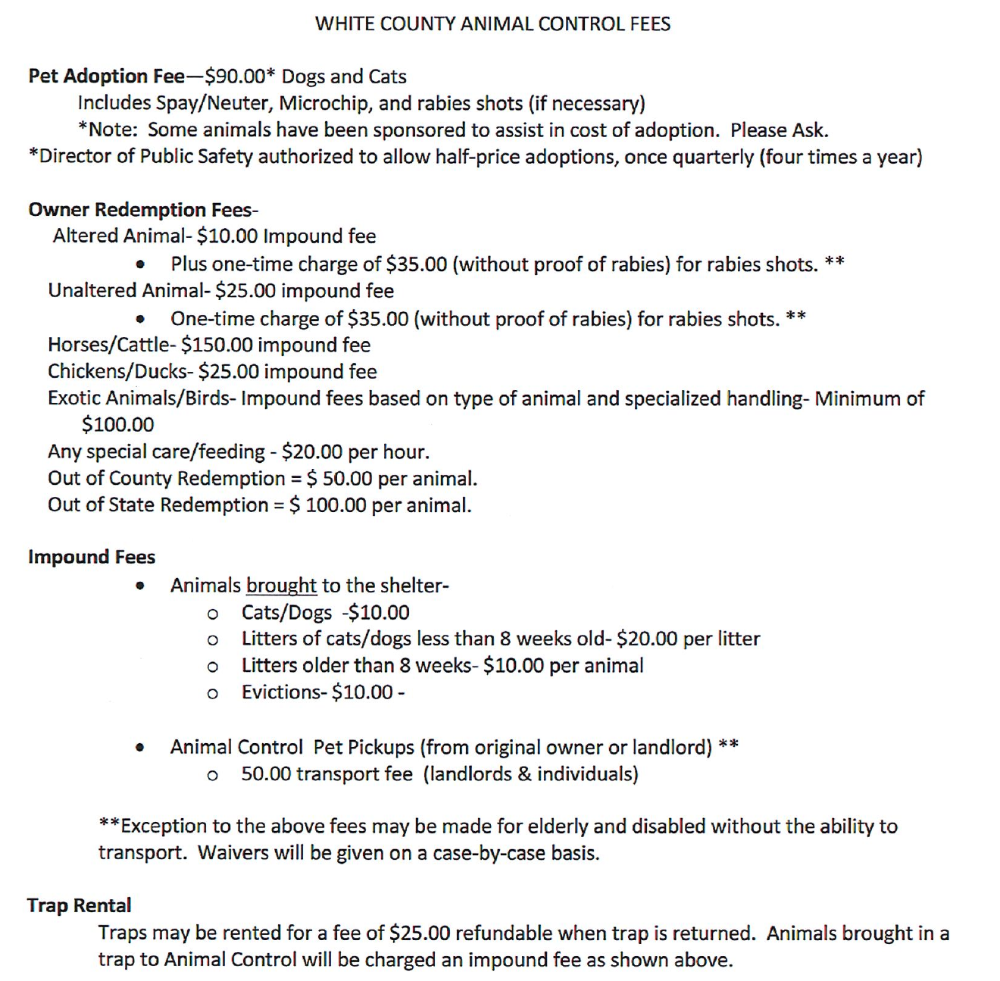 WHITE COUNTY ANIMAL CONTROL FEES
Pet Adoption Fee—$90.00* Dogs and Cats
Includes Spay/Neuter, Microchip, and rabies shots (if necessary)
*Note:  Some animals have been sponsored to assist in cost of adoption.  Please Ask.
*Director of Public Safety authorized to allow half-price adoptions, once quarterly (four times a year)
Owner Redemption Fees-
Altered Animal- $10.00 Impound fee
• Plus one-time charge of $35.00 (without proof of rabies) for rabies shots. **
Unaltered Animal- $25.00 impound fee
• One-time charge of $35.00 (without proof of rabies) for rabies shots. **
Horses/Cattle- $150.00 impound fee
Chickens/Ducks- $25.00 impound fee
Exotic Animals/Birds- Impound fees based on type of animal and specialized handling- Minimum of
$100.00
Any special care/feeding - $20.00 per hour.
Out of County Redemption = $ 50.00 per animal.
Out of State Redemption = $ 100.00 per animal.
Impound Fees
• Animals brought to the shelter-
o Cats/Dogs  -$10.00
o Litters of cats/dogs less than 8 weeks old- $20.00 per litter
o Litters older than 8 weeks- $10.00 per animal
o Evictions- $10.00 -
• Animal Control  Pet Pickups (from original owner or landlord) **
o 50.00 transport fee  (landlords & individuals)
**Exception to the above fees may be made for elderly and disabled without the ability to
transport.  Waivers will be given on a case-by-case basis.
Trap Rental
Traps may be rented for a fee of $25.00 refundable when trap is returned.  Animals brought in a
trap to Animal Control will be charged an impound fee as shown above.